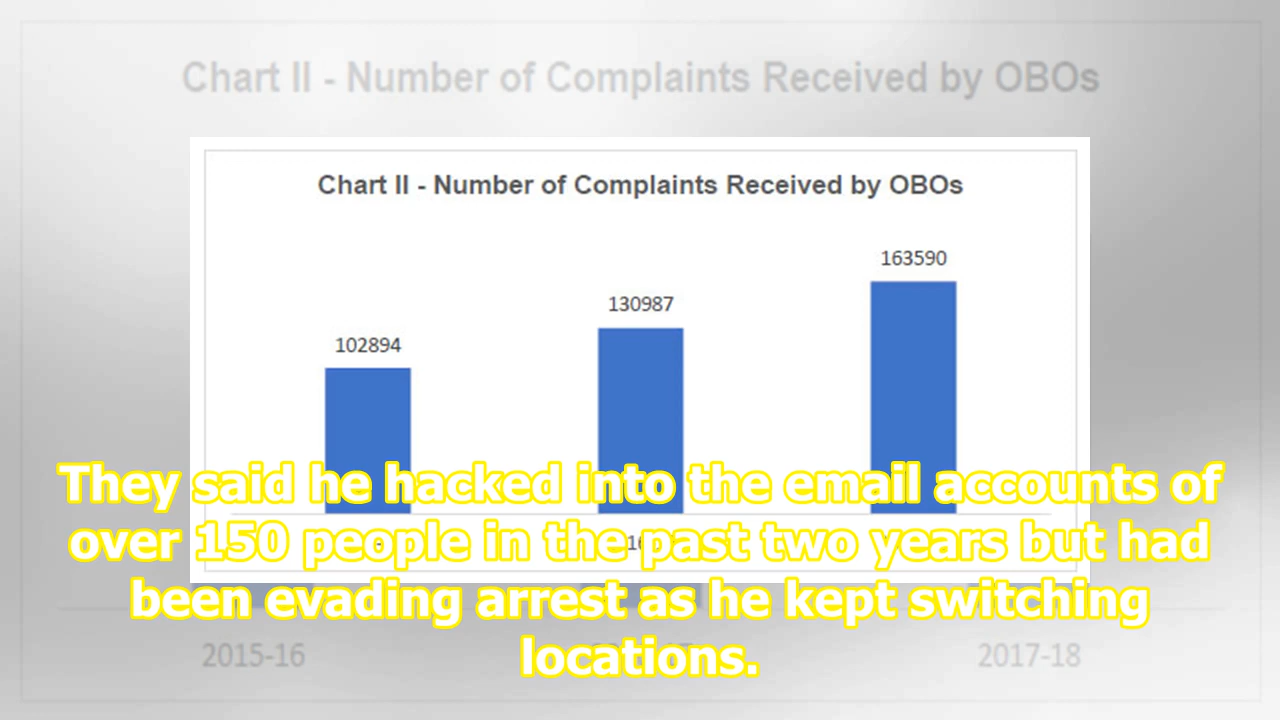 Chart II - Number of Complaints Received by OBOs
Chart II - Number of Complaints Received by OBOs
163590
130987
102894
They said he hacked into the email accounts of
over 150 people in the past two years but had
been evading arrest as he kept switching
locations.
2015-16
2017-18